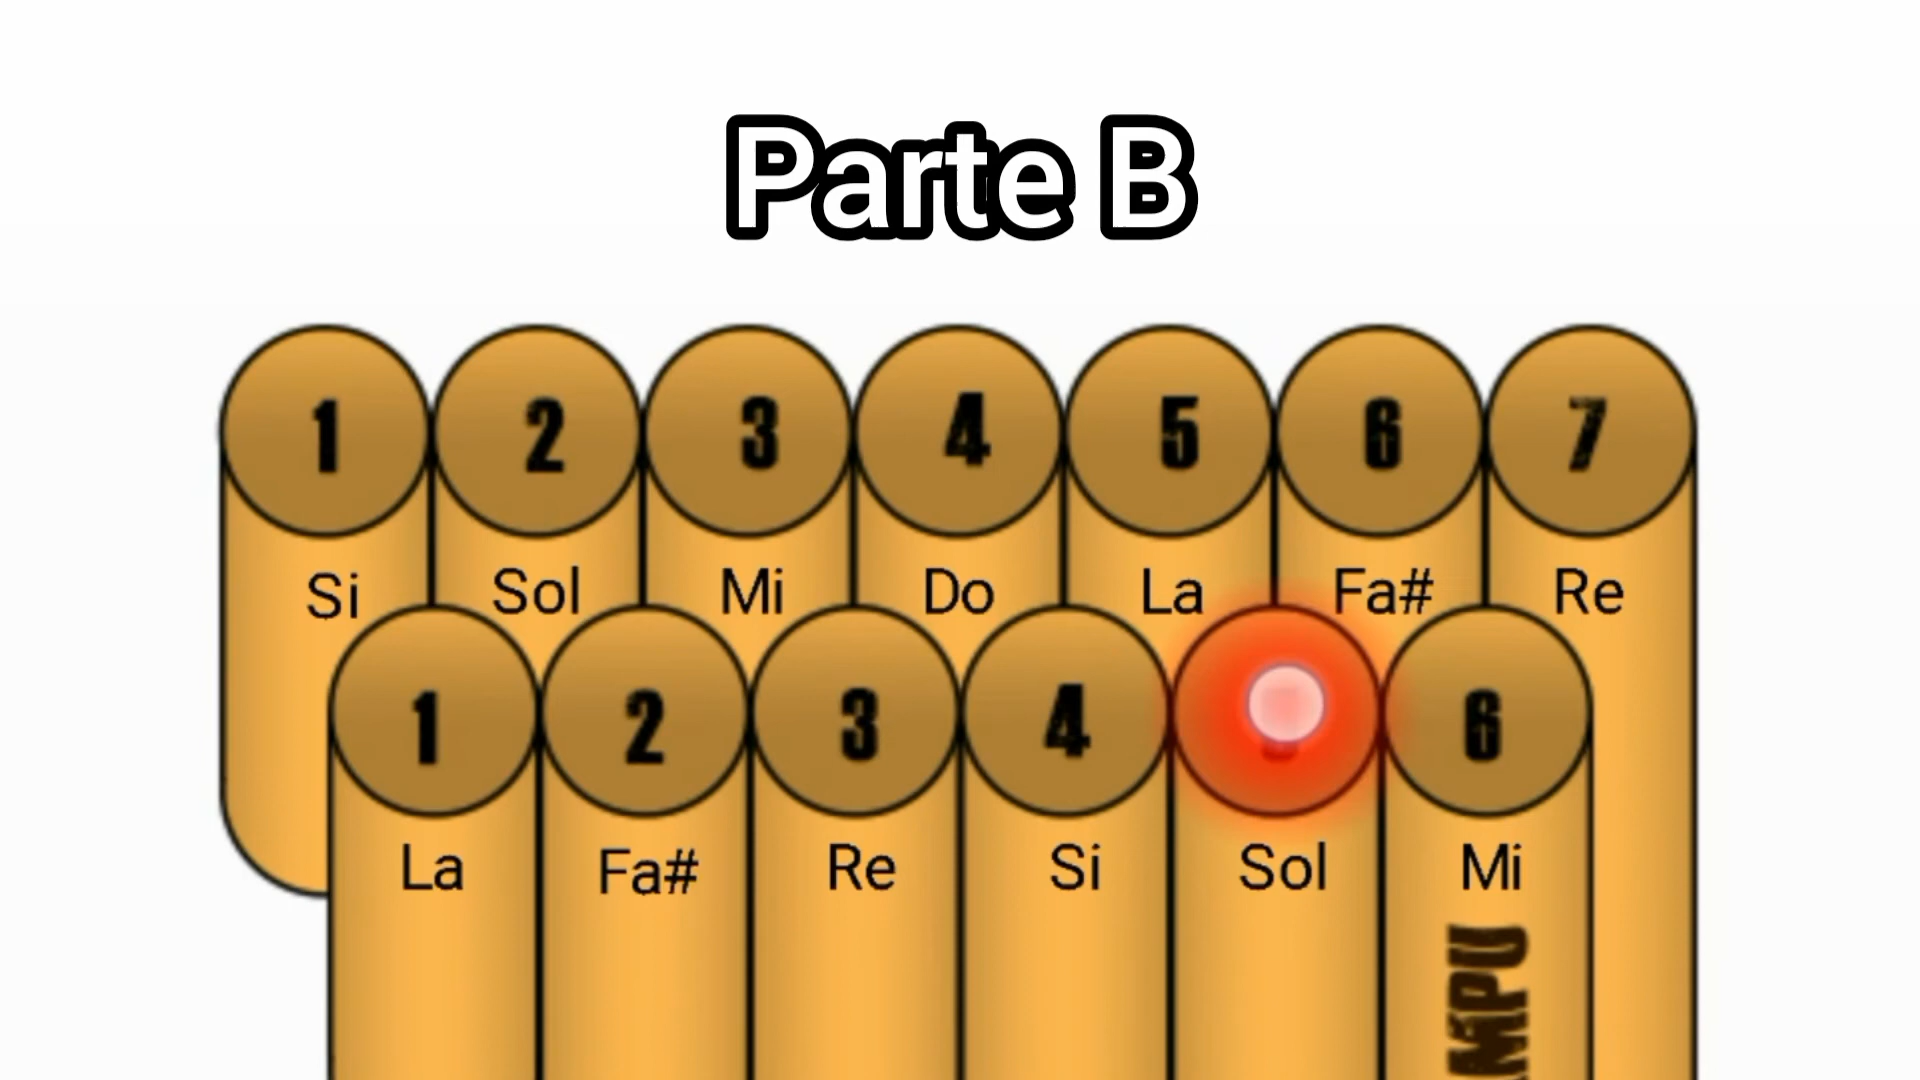 Parte B
1 2 3 4 5 6 7
Si Sol Mi Do La Fa# Re
1 2 3 4 6
La Fa# Re Si Sol Mi